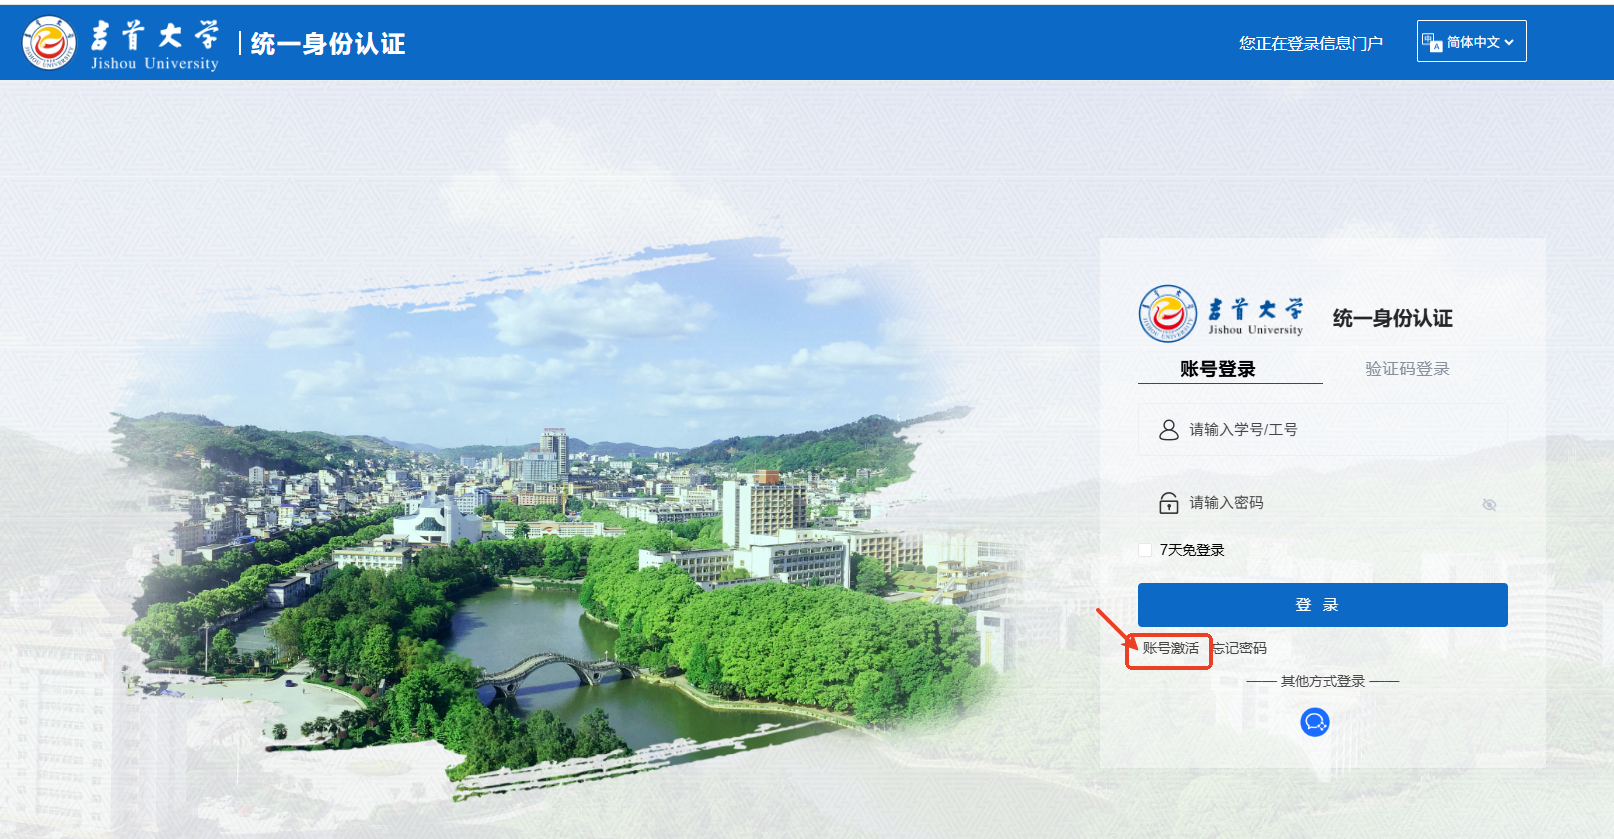 吉首大学
Jishou University
统一身份认证
您正在登录信息门户
简体中文
吉首大学
Jishou University
统一身份认证
账号登录
验证码登录
请输入学号/工号
请输入密码
7天免登录
登 录
账号激活
忘记密码
其他方式登录